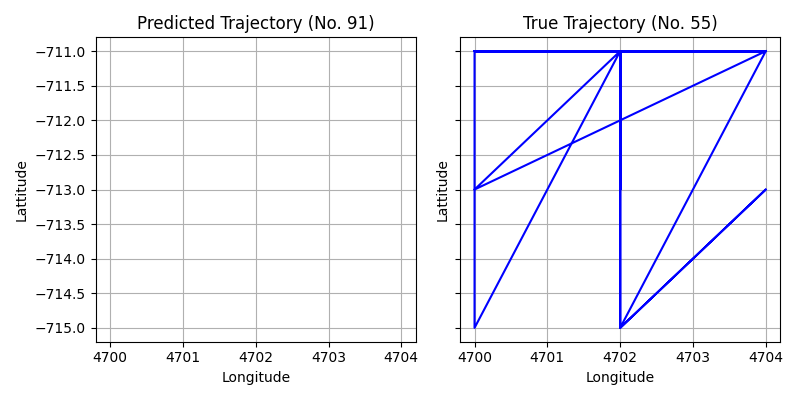 Predicted Trajectory (No. 91)
True Trajectory (No. 55)
Lattitude
−711.0
−711.5
−712.0
−712.5
−713.0
−713.5
−714.0
−714.5
−715.0
4700 4701 4702 4703 4704
Longitude
Lattitude
4700 4701 4702 4703 4704
Longitude